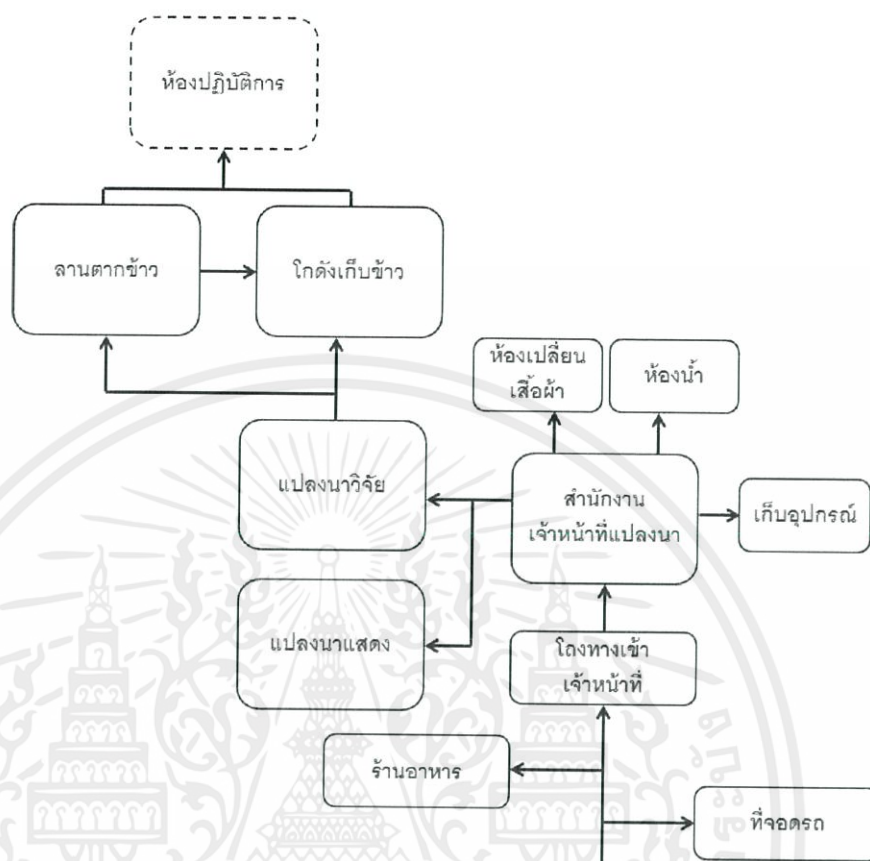 ห้องปฏิบัติการ
ลานตากข้าว
โกดังเก็บข้าว
ห้องเปลี่ยน
เสื้อผ้า
ห้องน้ำ
แปลงนาวิจัย
สำนักงาน
เจ้าหน้าที่แปลงนา
เก็บอุปกรณ์
แปลงนาแสดง
โถงทางเข้า
เจ้าหน้าที่
ร้านอาหาร
ที่จอดรถ